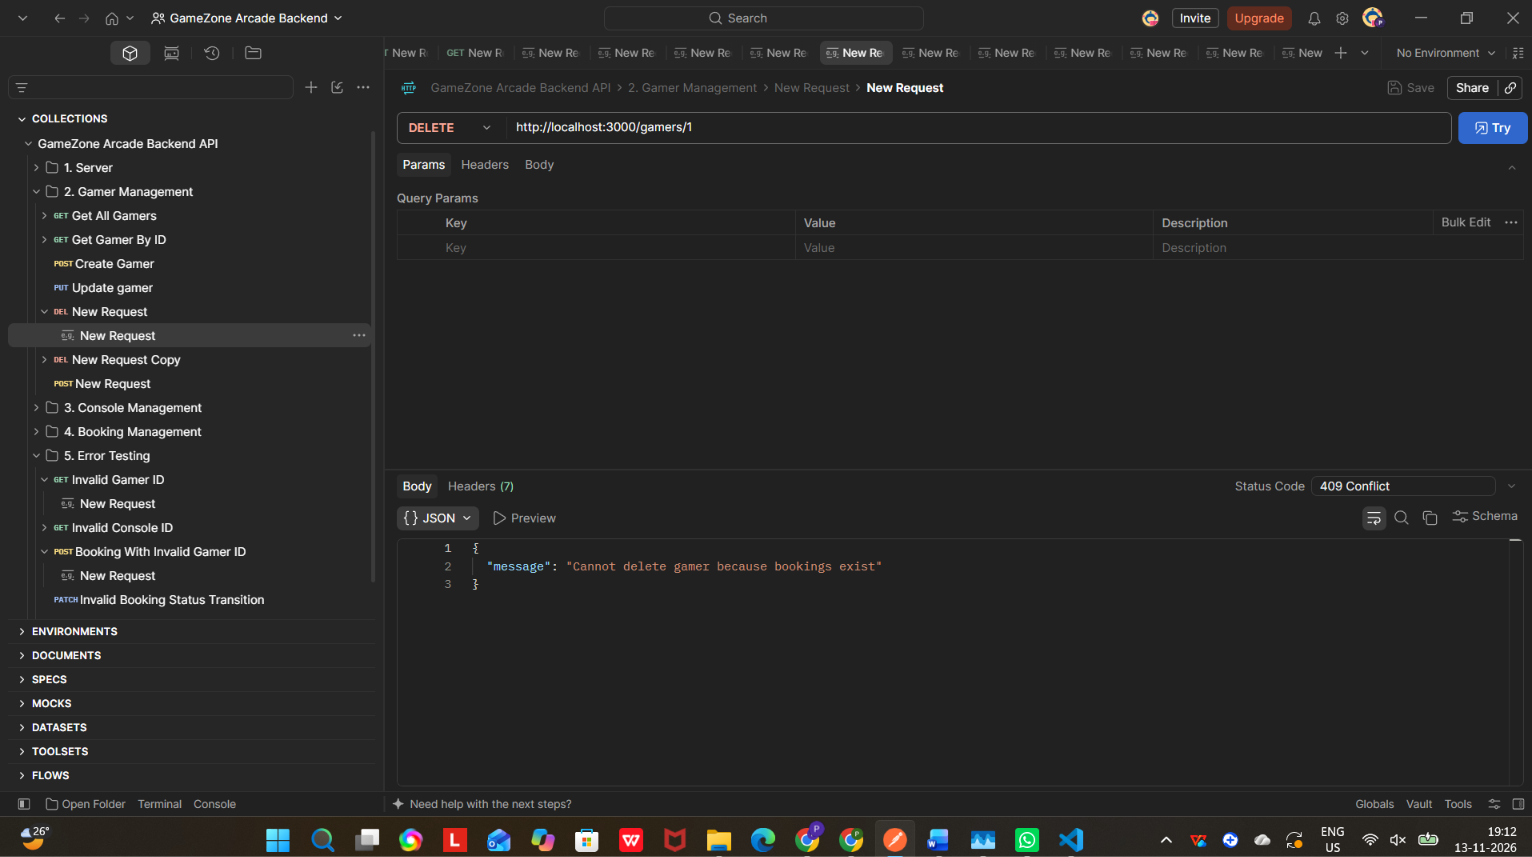 GameZone Arcade Backend
Search
Invite
Upgrade
New R
GET New R
New Re
New Re
New Re
New Re
New Re
New Re
New Re
New Re
New Re
New Re
New
No Environment
HTTP GameZone Arcade Backend API > 2. Gamer Management > New Request > New Request
Save
Share
COLLECTIONS
GameZone Arcade Backend API
1. Server
2. Gamer Management
GET Get All Gamers
GET Get Gamer By ID
POST Create Gamer
PUT Update gamer
DEL New Request
e.g. New Request
DEL New Request Copy
POST New Request
3. Console Management
4. Booking Management
5. Error Testing
GET Invalid Gamer ID
e.g. New Request
GET Invalid Console ID
POST Booking With Invalid Gamer ID
e.g. New Request
PATCH Invalid Booking Status Transition
ENVIRONMENTS
DOCUMENTS
SPECS
MOCKS
DATASETS
TOOLSETS
FLOWS
DELETE http://localhost:3000/gamers/1
Try
Params Headers Body
Query Params
Key Value Description Bulk Edit
Key Value Description
Body Headers (7) Status Code 409 Conflict
{} JSON Preview Schema
1 {
2 "message": "Cannot delete gamer because bookings exist"
3 }
Open Folder Terminal Console
Need help with the next steps?
Globals Vault Tools
26°
ENG
US
19:12
13-11-2026